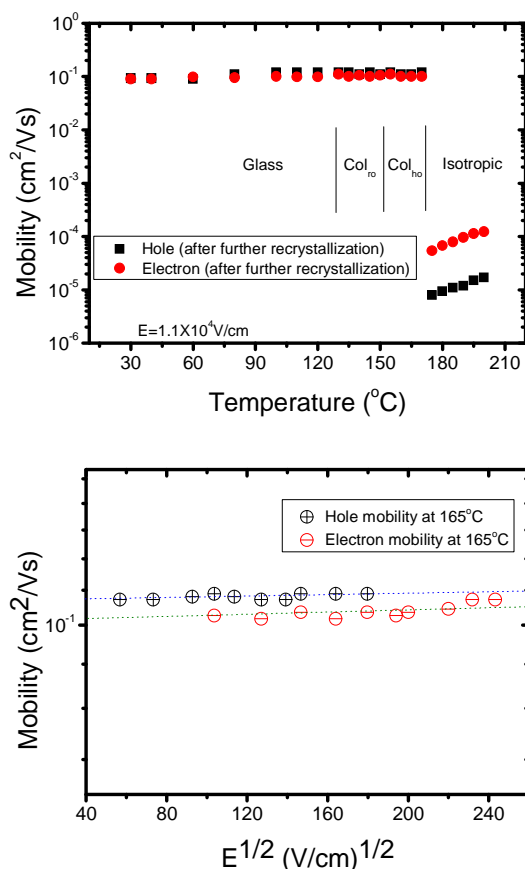 10^0
10^-1
10^-2
10^-3
10^-4
10^-5
10^-6
Mobility (cm^2/Vs)
Glass
Col_ro
Col_ho
Isotropic
Hole (after further recrystallization)
Electron (after further recrystallization)
E=1.1X10^4V/cm
30 60 90 120 150 180 210
Temperature (°C)
Hole mobility at 165°C
Electron mobility at 165°C
10^-1
Mobility (cm^2/Vs)
40 80 120 160 200 240
E^1/2 (V/cm)^1/2